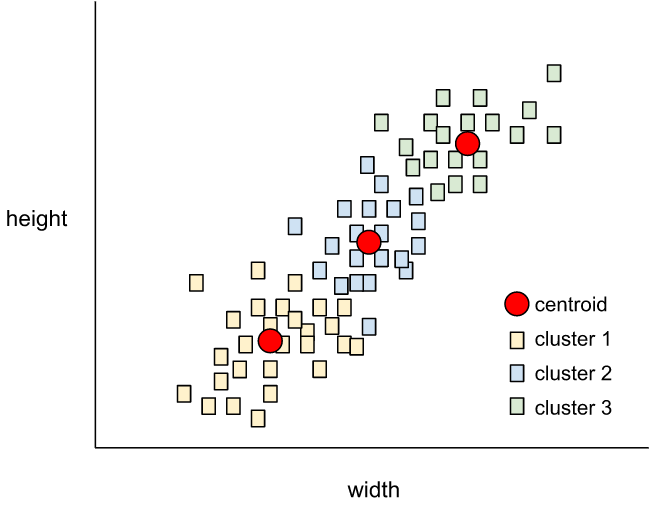 height
centroid
cluster 1
cluster 2
cluster 3
width